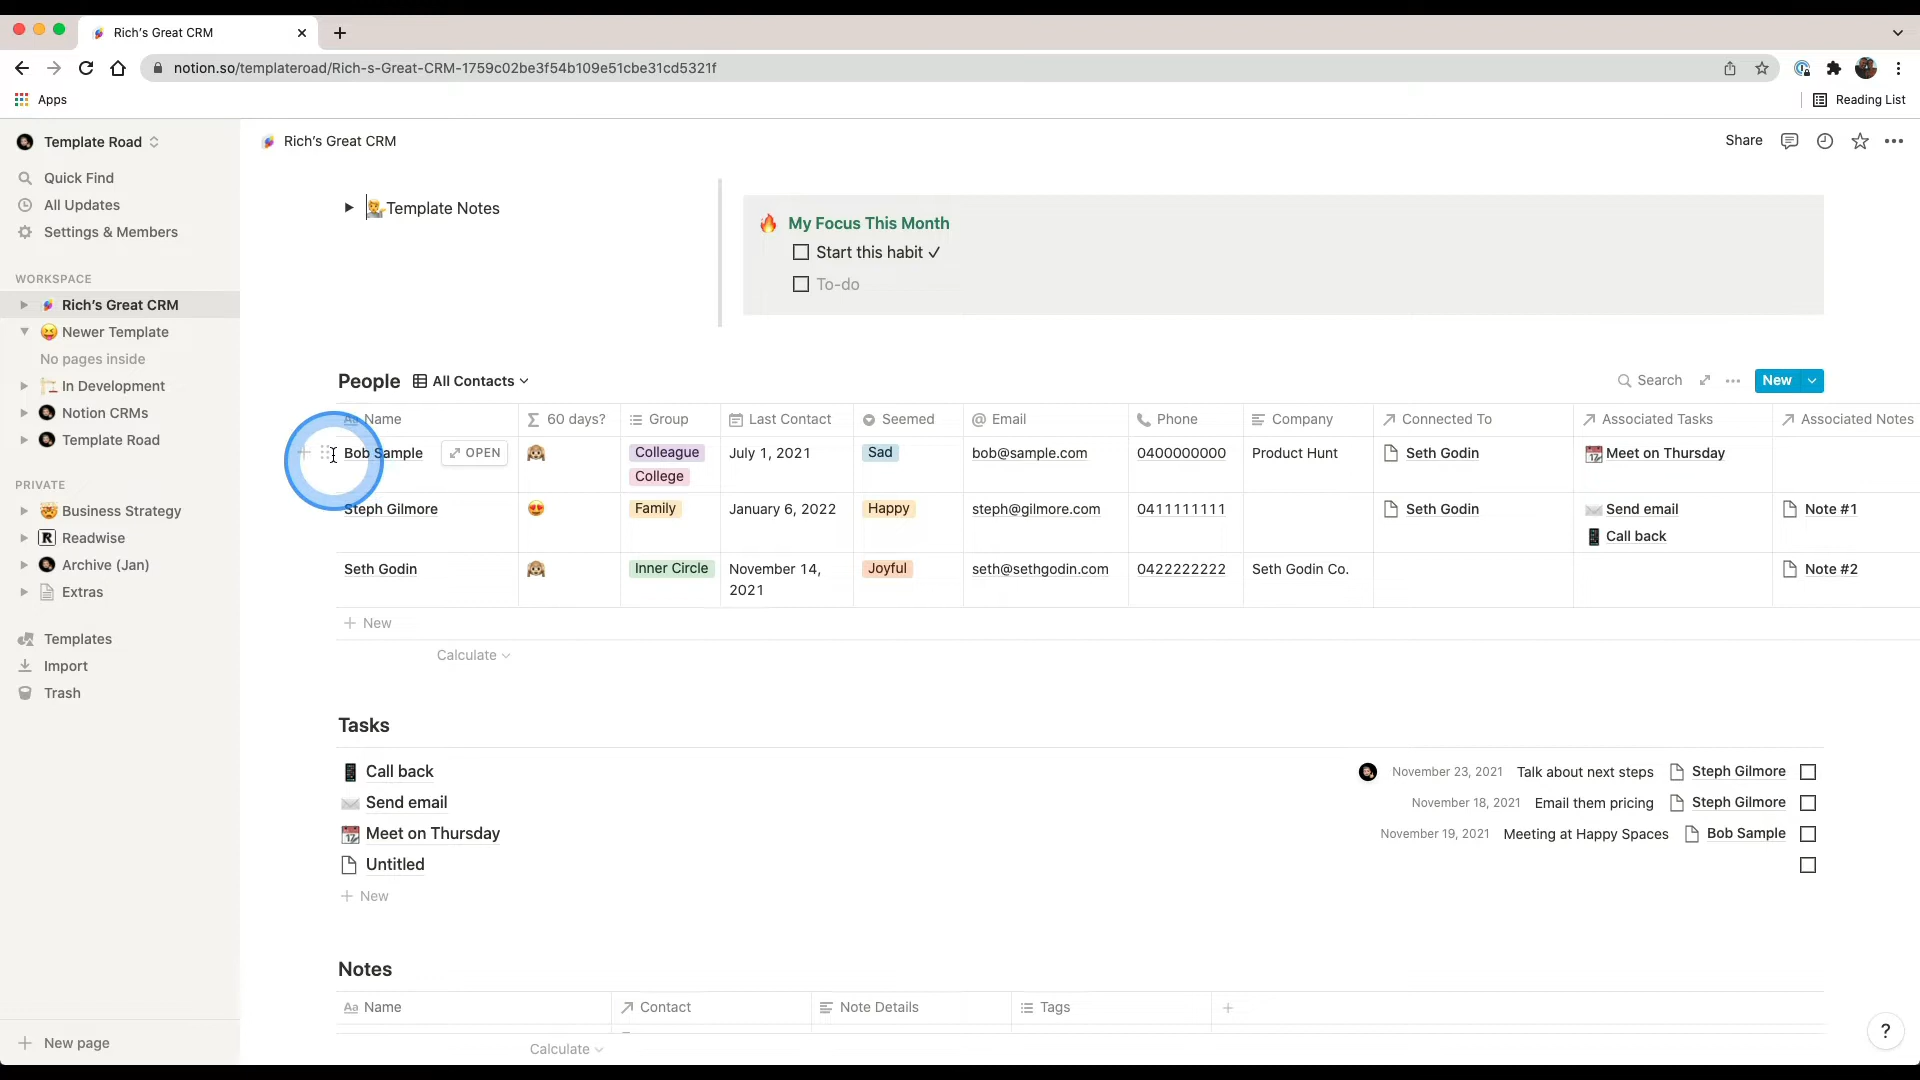 Rich's Great CRM
notion.so/templateroad/Rich-s-Great-CRM-1759c02be3f54b109e51cbe31cd5321f
Apps
Reading List
Template Road
Quick Find
All Updates
Settings & Members
WORKSPACE
Rich's Great CRM
Newer Template
No pages inside
In Development
Notion CRMs
Template Road
PRIVATE
Business Strategy
Readwise
Archive (Jan)
Extras
Templates
Import
Trash
New page
Rich's Great CRM
Share
Template Notes
My Focus This Month
Start this habit ✓
To-do
People All Contacts
Search
New
Aa Name 60 days? Group Last Contact Seemed Email Phone Company Connected To Associated Tasks Associated Notes
Bob Sample OPEN Colleague July 1, 2021 Sad bob@sample.com 0400000000 Product Hunt Seth Godin Meet on Thursday
College
Steph Gilmore Family January 6, 2022 Happy steph@gilmore.com 0411111111 Seth Godin Send email Note #1
Call back
Seth Godin Inner Circle November 14, Joyful seth@sethgodin.com 0422222222 Seth Godin Co. Note #2
2021
+ New
Calculate
Tasks
Call back November 23, 2021 Talk about next steps Steph Gilmore
Send email November 18, 2021 Email them pricing Steph Gilmore
Meet on Thursday November 19, 2021 Meeting at Happy Spaces Bob Sample
Untitled
+ New
Notes
Aa Name Contact Note Details Tags +
Calculate
?